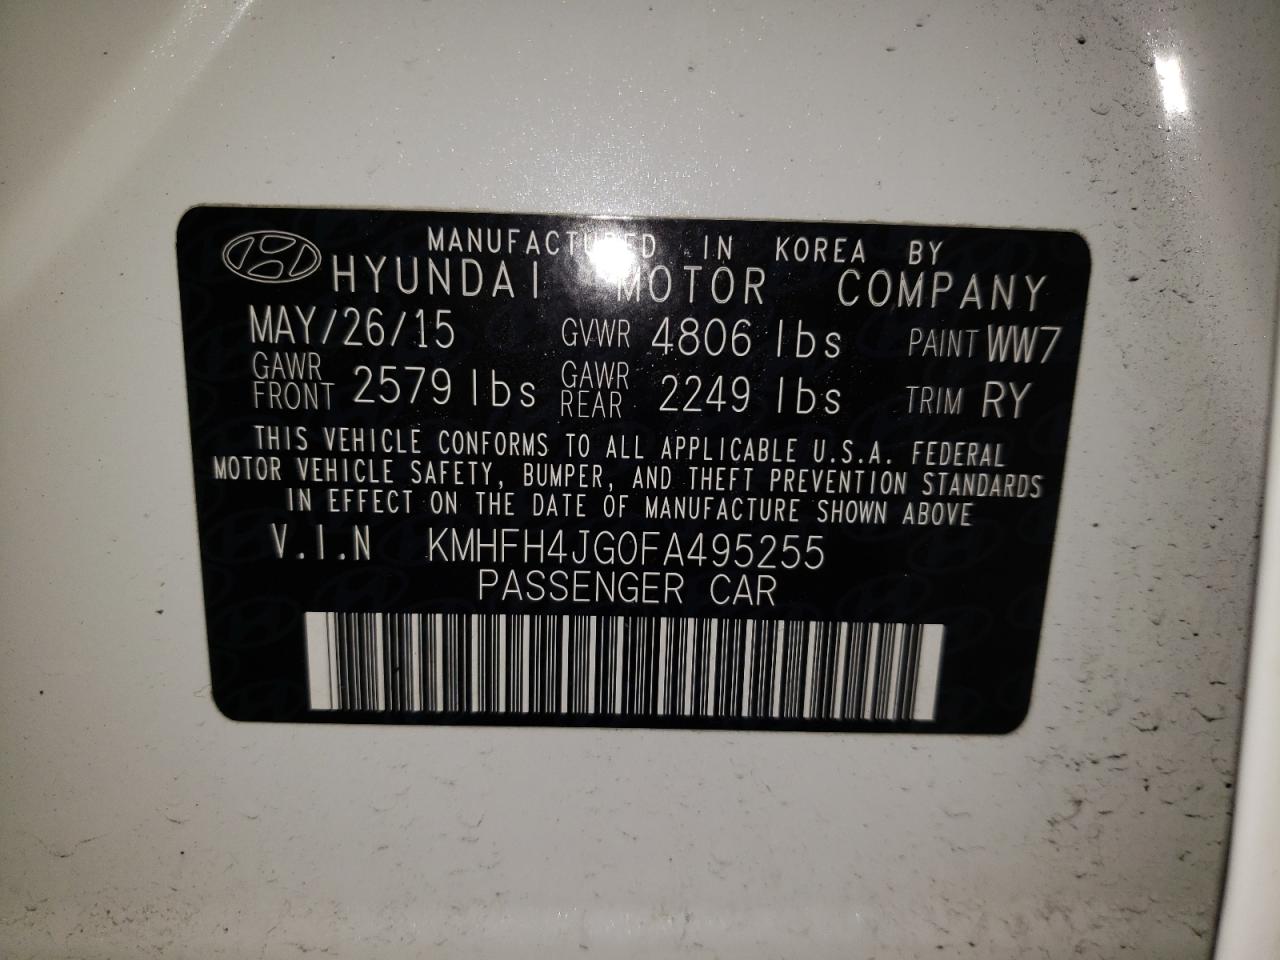 MANUFACTURED IN KOREA BY
HYUNDAI MOTOR COMPANY
MAY/26/15 GVWR 4806 lbs PAINT WW7
GAWR FRONT 2579 lbs GAWR REAR 2249 lbs TRIM RY
THIS VEHICLE CONFORMS TO ALL APPLICABLE U.S.A. FEDERAL
MOTOR VEHICLE SAFETY, BUMPER, AND THEFT PREVENTION STANDARDS
IN EFFECT ON THE DATE OF MANUFACTURE SHOWN ABOVE
V.I.N KMHFH4JG0FA495255
PASSENGER CAR